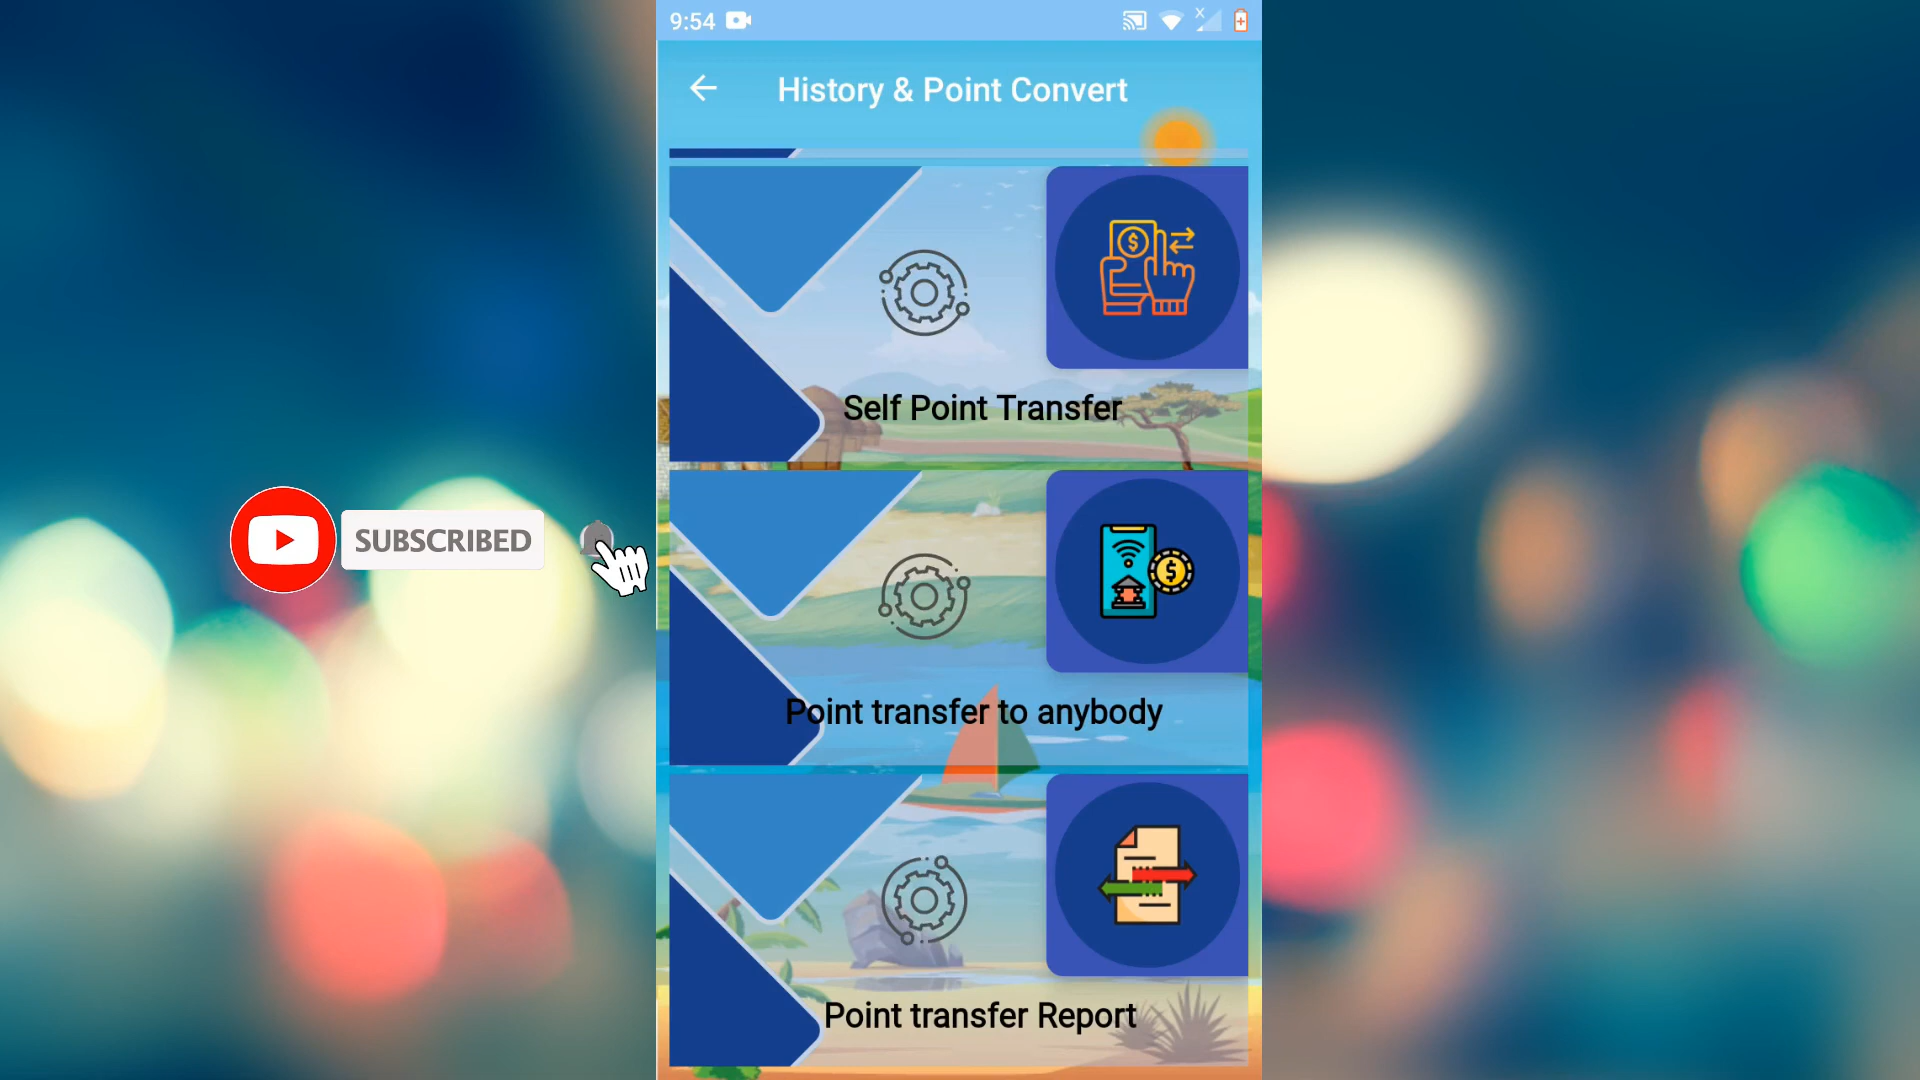 9:54
History & Point Convert
Self Point Transfer
SUBSCRIBED
Point transfer to anybody
Point transfer Report